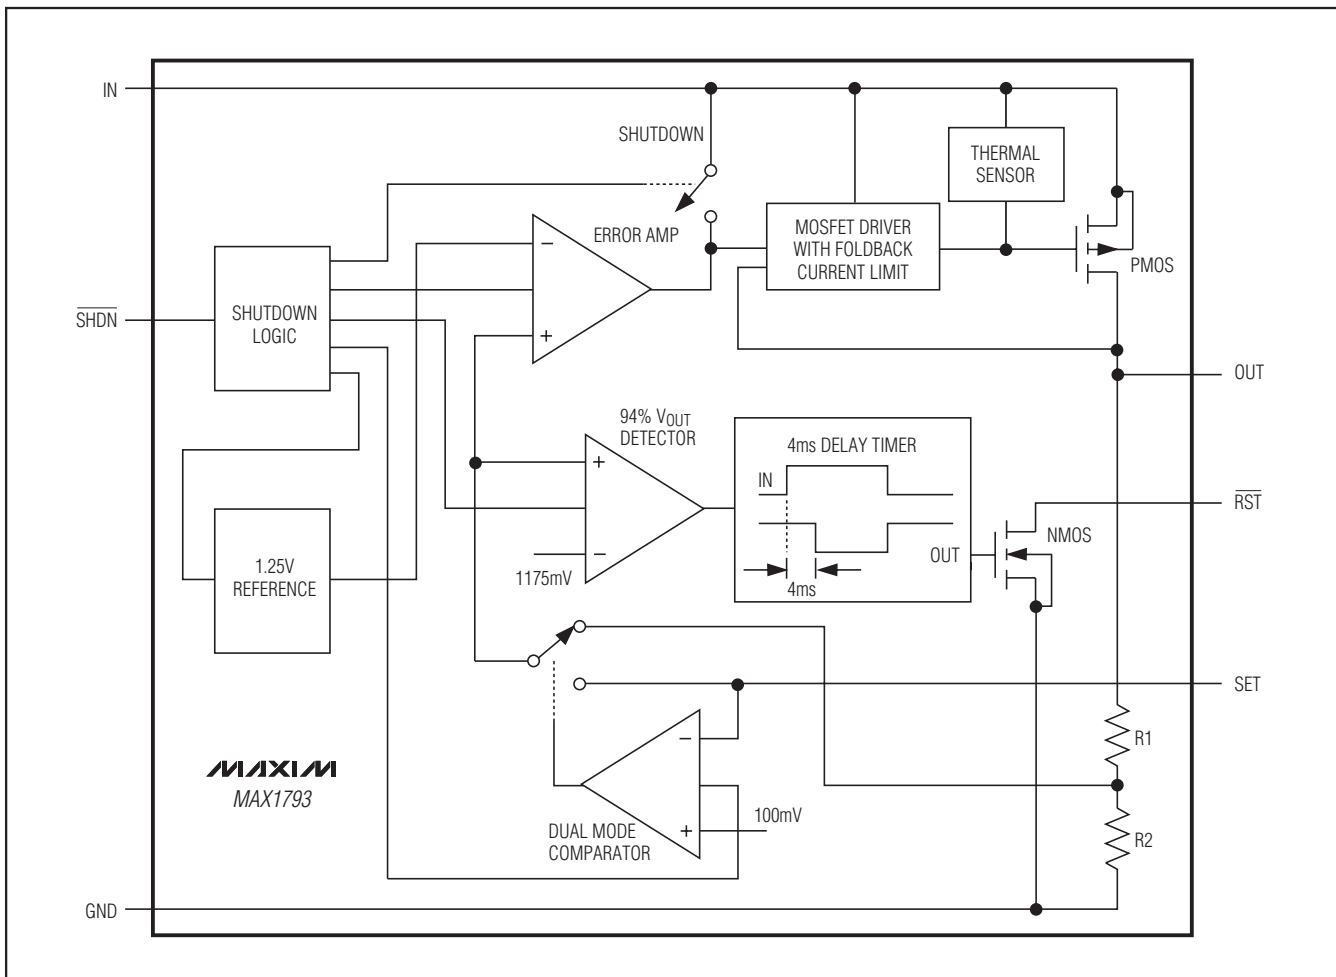 IN
SHUTDOWN
THERMAL
SENSOR
MOSFET DRIVER
WITH FOLDBACK
CURRENT LIMIT
ERROR AMP
–
+
PMOS
SHDN
SHUTDOWN
LOGIC
OUT
94% VOUT
DETECTOR
+
–
1175mV
4ms DELAY TIMER
IN
OUT
4ms
NMOS
RST
1.25V
REFERENCE
SET
R1
–
+
100mV
DUAL MODE
COMPARATOR
R2
MAXIM
MAX1793
GND